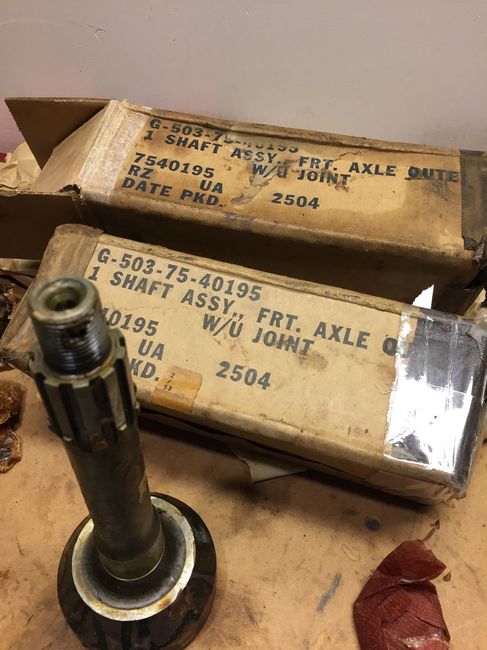 G-503-75-40195
1 SHAFT ASSY., FRT. AXLE OUTE
7540195 W/U JOINT
RZ UA
DATE PKD. 2504
G-503-75-40195
1 SHAFT ASSY., FRT. AXLE O
40195 W/U JOINT
UA
KD. 2504